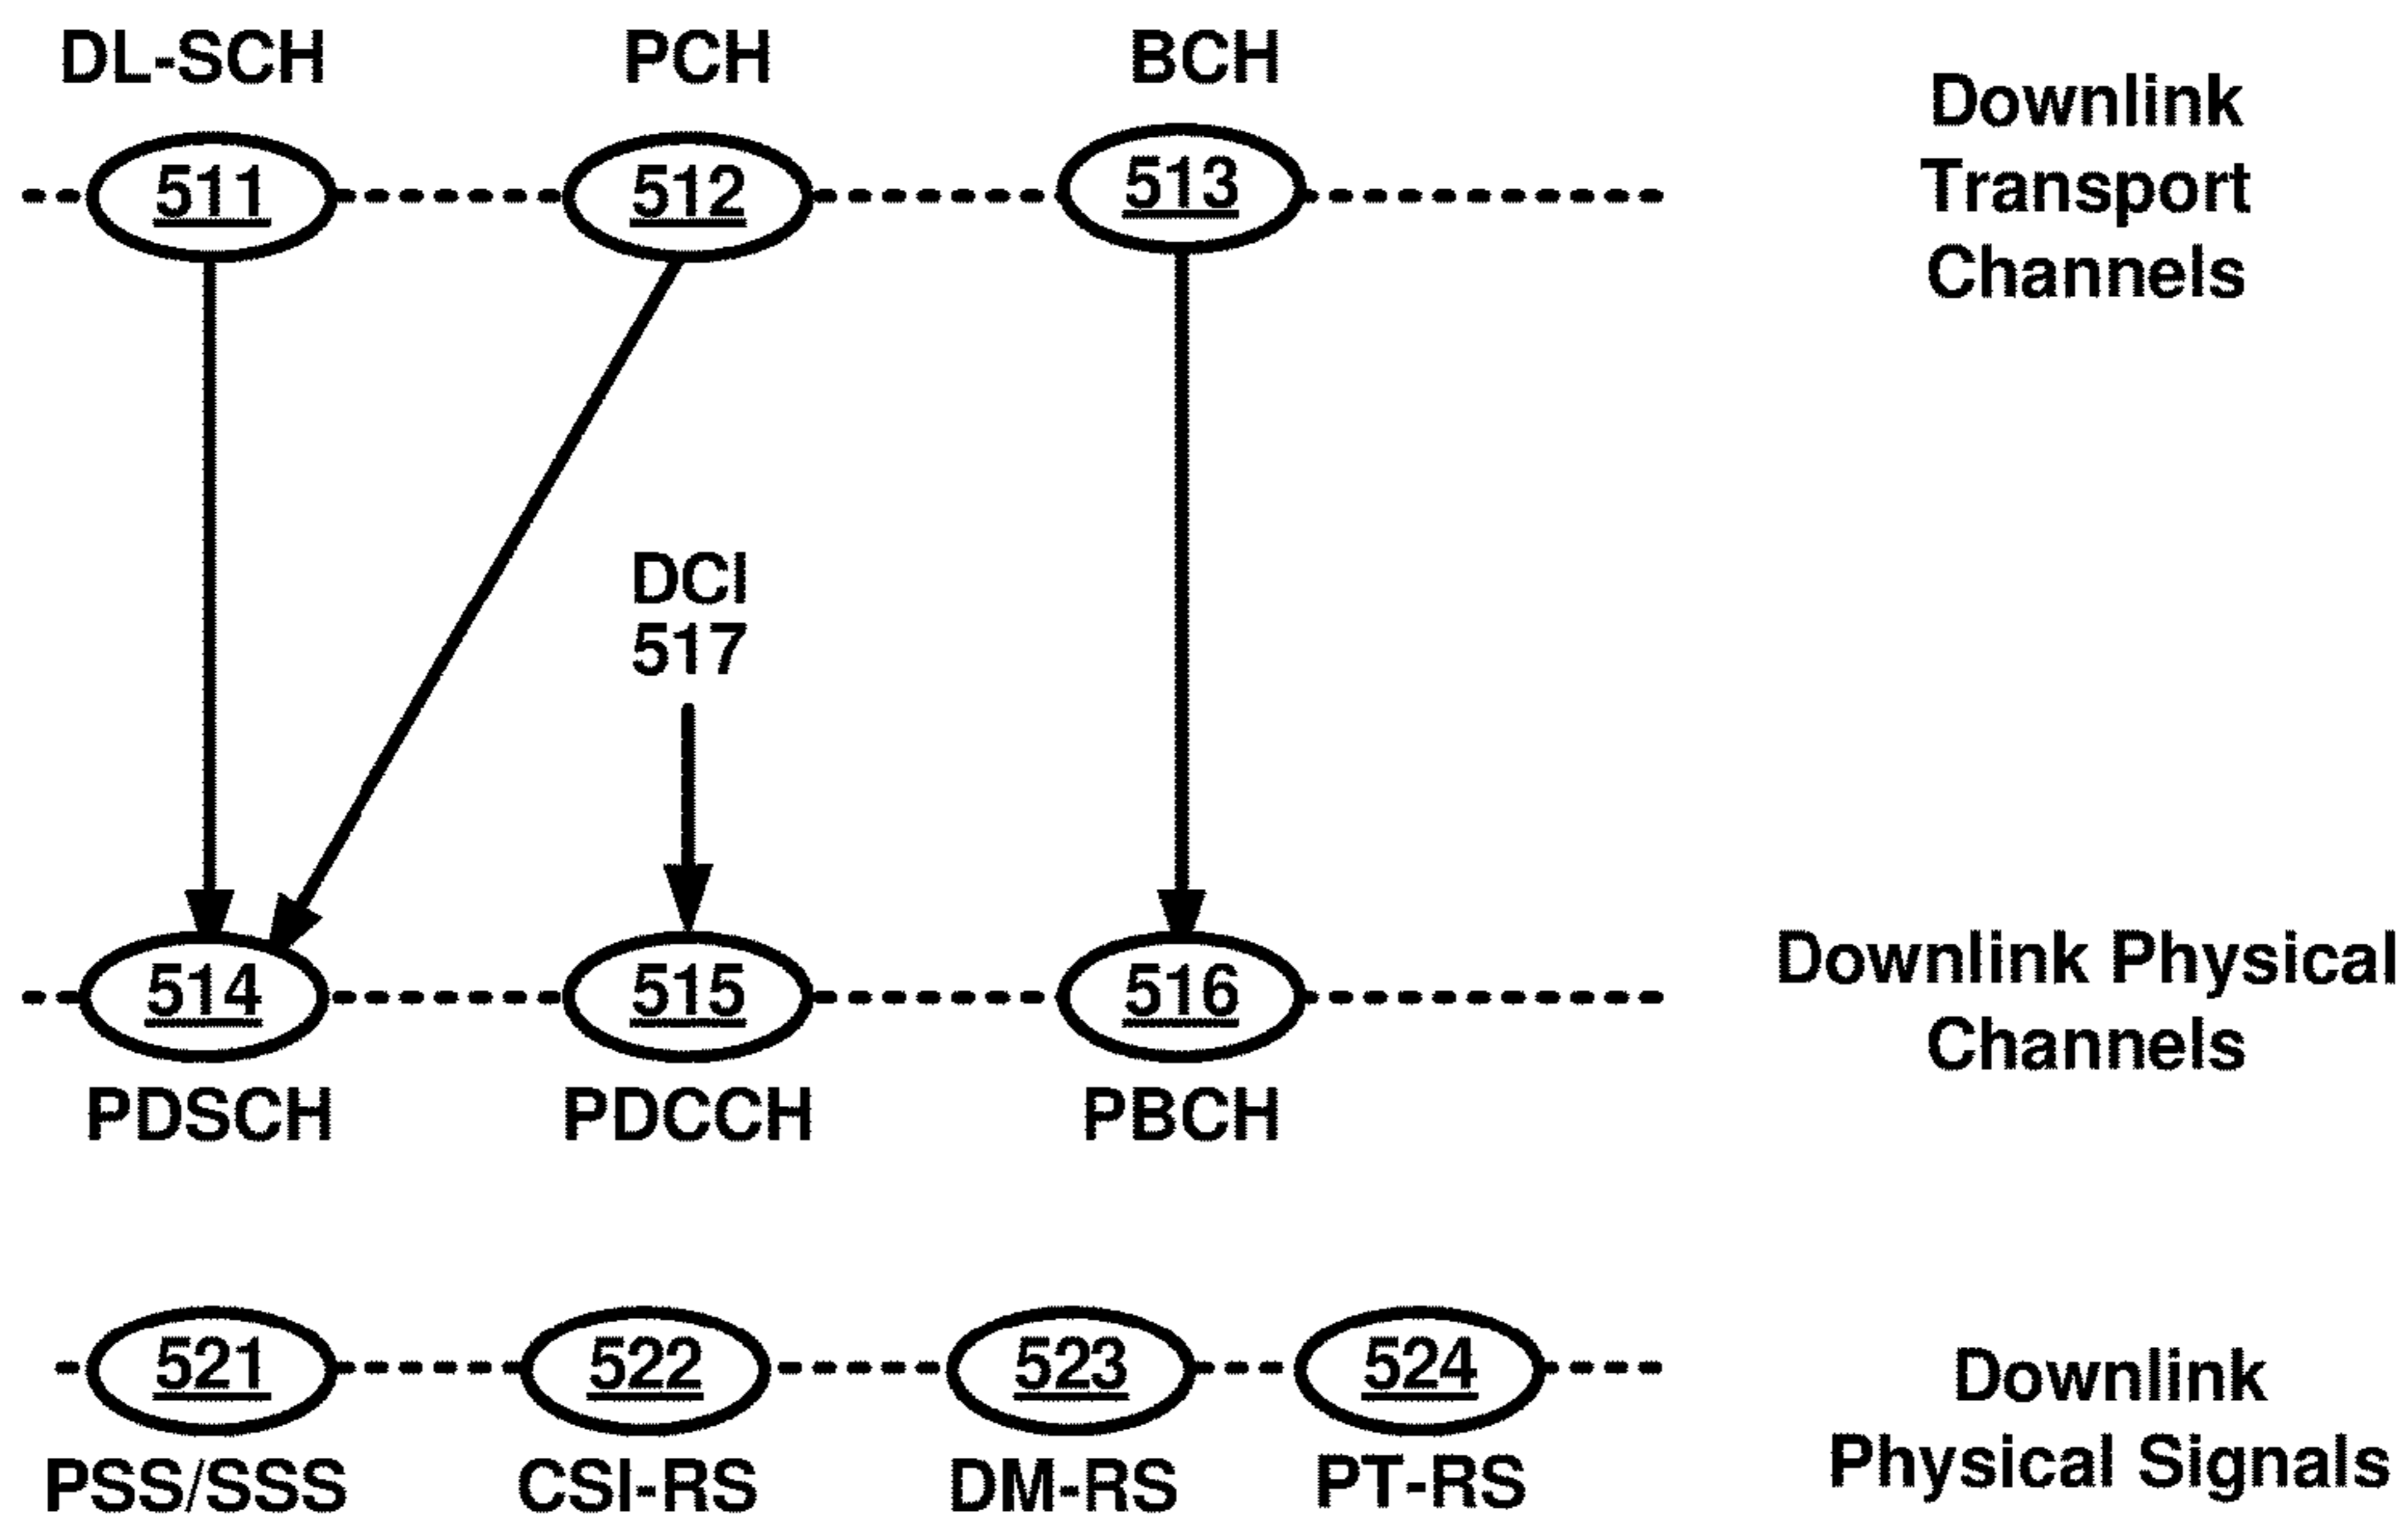 DL-SCH
PCH
BCH
511
512
513
Downlink
Transport
Channels
DCI
517
514
515
516
Downlink Physical
Channels
PDSCH
PDCCH
PBCH
521
522
523
524
Downlink
Physical Signals
PSS/SSS
CSI-RS
DM-RS
PT-RS